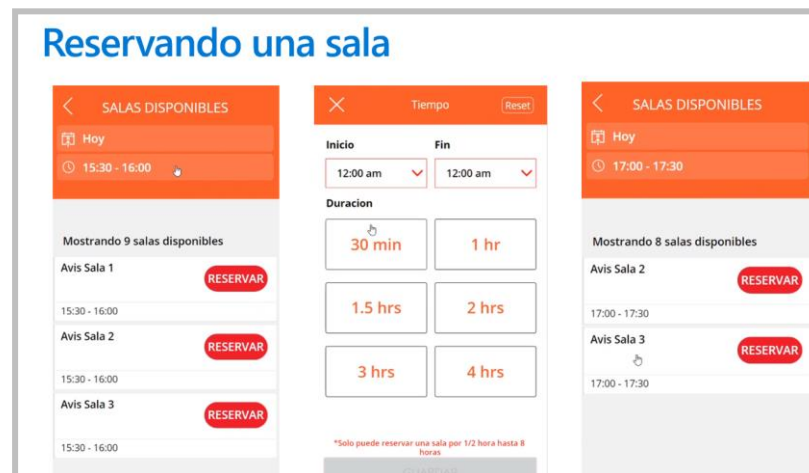 Reservando una sala
SALAS DISPONIBLES
Hoy
15:30 - 16:00
Mostrando 9 salas disponibles
Avis Sala 1
RESERVAR
15:30 - 16:00
Avis Sala 2
RESERVAR
15:30 - 16:00
Avis Sala 3
RESERVAR
15:30 - 16:00
Tiempo
Reset
Inicio Fin
12:00 am 12:00 am
Duracion
30 min 1 hr
1.5 hrs 2 hrs
3 hrs 4 hrs
*Solo puede reservar una sala por 1/2 hora hasta 8
horas
SALAS DISPONIBLES
Hoy
17:00 - 17:30
Mostrando 8 salas disponibles
Avis Sala 2
RESERVAR
17:00 - 17:30
Avis Sala 3
RESERVAR
17:00 - 17:30